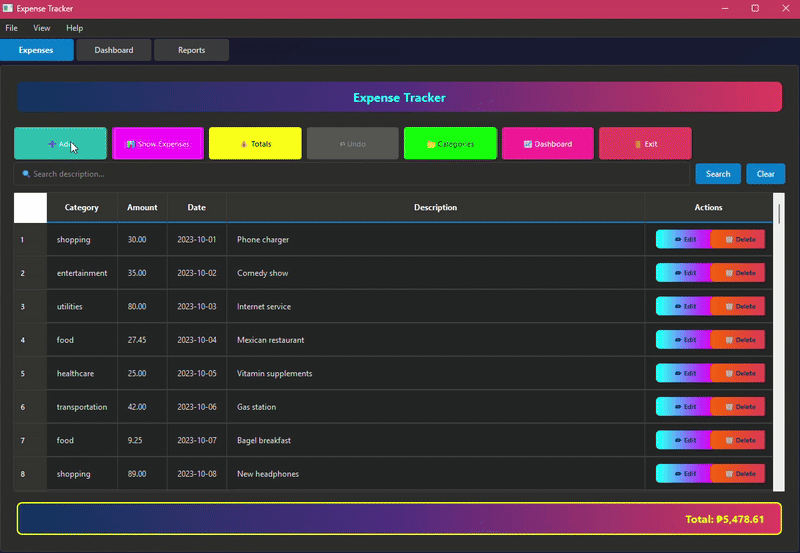 Expense Tracker
File View Help
Expenses Dashboard Reports
Expense Tracker
Add Show Expenses Totals Undo Categories Dashboard Exit
Search description... Search Clear
Category Amount Date Description Actions
1 shopping 30.00 2023-10-01 Phone charger Edit Delete
2 entertainment 35.00 2023-10-02 Comedy show Edit Delete
3 utilities 80.00 2023-10-03 Internet service Edit Delete
4 food 27.45 2023-10-04 Mexican restaurant Edit Delete
5 healthcare 25.00 2023-10-05 Vitamin supplements Edit Delete
6 transportation 42.00 2023-10-06 Gas station Edit Delete
7 food 9.25 2023-10-07 Bagel breakfast Edit Delete
8 shopping 89.00 2023-10-08 New headphones Edit Delete
Total: ₱5,478.61